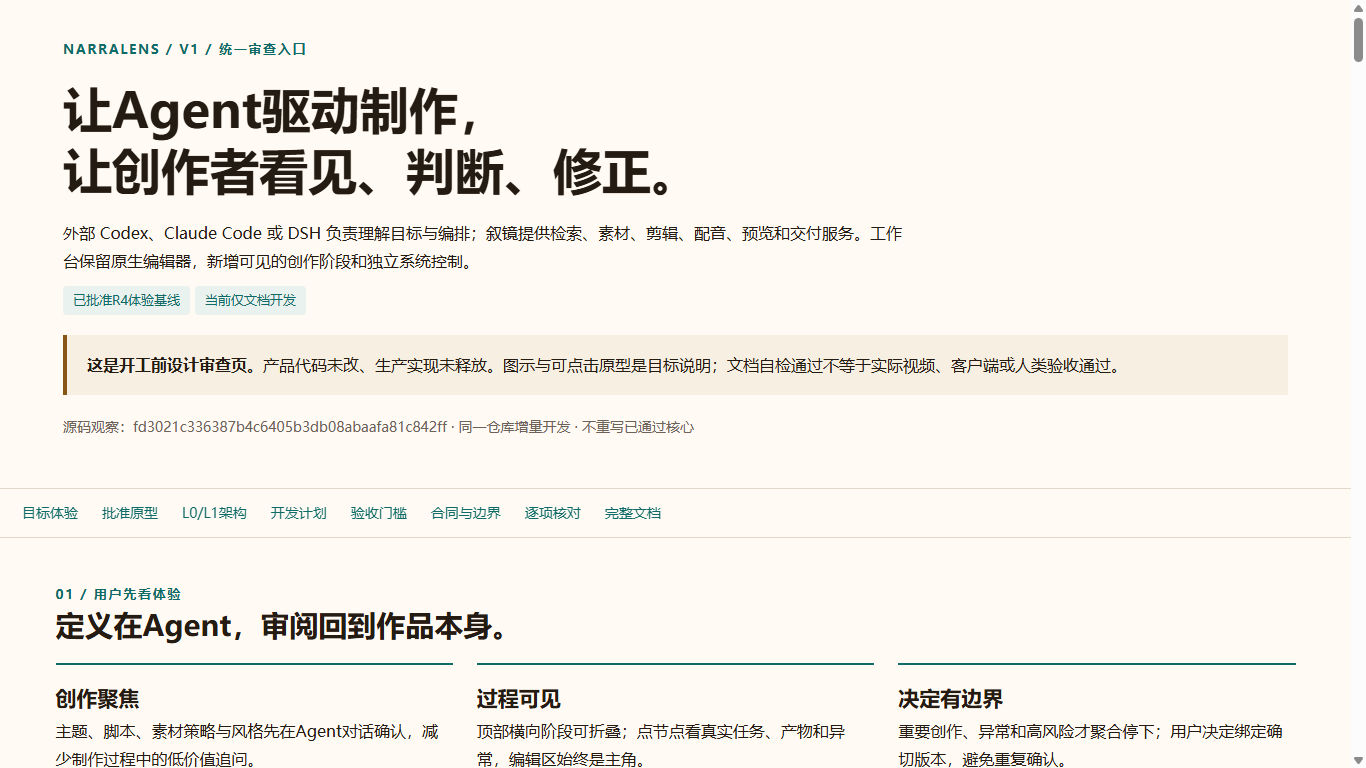 NARRALENS / V1 / 统一审查入口
让Agent驱动制作，
让创作者看见、判断、修正。
外部 Codex、Claude Code 或 DSH 负责理解目标与编排；叙镜提供检索、素材、剪辑、配音、预览和交付服务。工作
台保留原生编辑器，新增可见的创作阶段和独立系统控制。
已批准R4体验基线 当前仅文档开发
这是开工前设计审查页。产品代码未改、生产实现未释放。图示与可点击原型是目标说明；文档自检通过不等于实际视频、客户端或人类验收通过。
源码观察：fd3021c336387b4c6405b3db08abaafa81c842ff · 同一仓库增量开发 · 不重写已通过核心
目标体验 批准原型 L0/L1架构 开发计划 验收门槛 合同与边界 逐项核对 完整文档
01 / 用户先看体验
定义在Agent，审阅回到作品本身。
创作聚焦
主题、脚本、素材策略与风格先在Agent对话确认，减
少制作过程中的低价值追问。
过程可见
顶部横向阶段可折叠；点节点看真实任务、产物和异
常，编辑区始终是主角。
决定有边界
重要创作、异常和高风险才聚合停下；用户决定绑定确
切版本，避免重复确认。